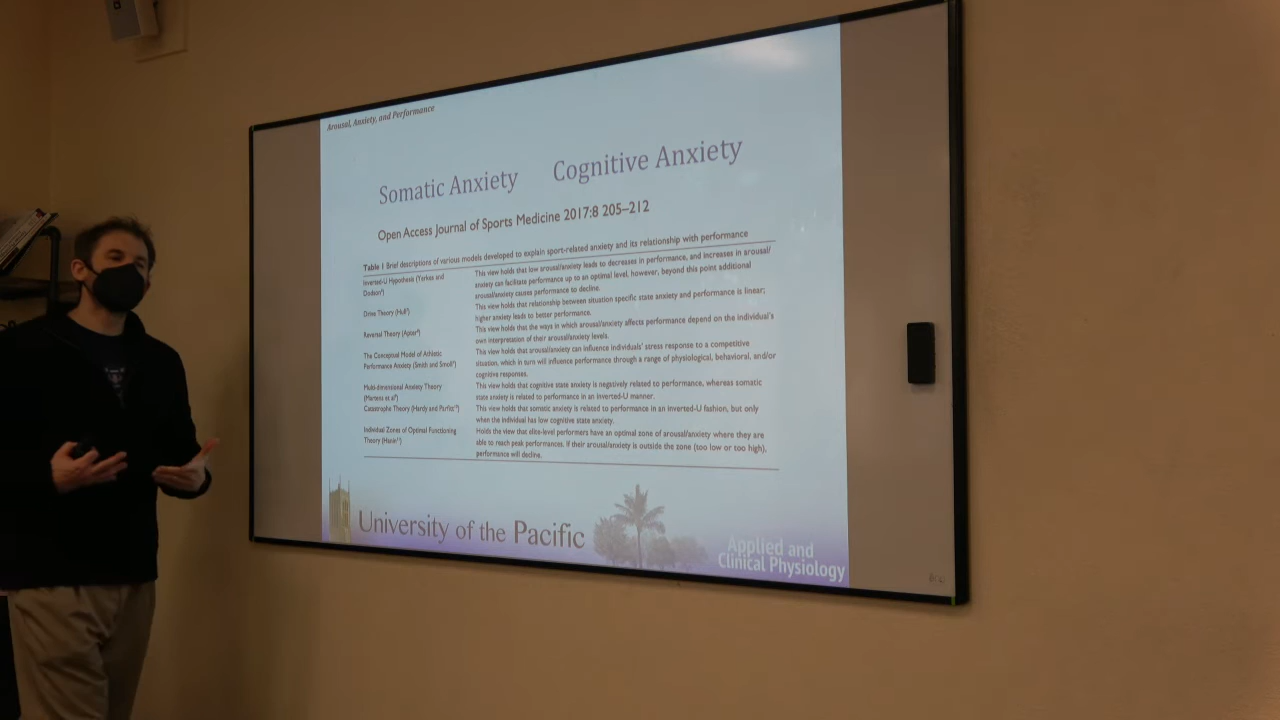 Arousal, Anxiety, and Performance
Somatic Anxiety
Cognitive Anxiety
Open Access Journal of Sports Medicine 2017:8 205–212
Table 1 Brief descriptions of various models developed to explain sport-related anxiety and its relationship with performance
Inverted-U Hypothesis (Yerkes and
Dodson
This view holds that low arousal/anxiety leads to decreases in performance, and increases in arousal/
anxiety can facilitate performance up to an optimal level, however, beyond this point additional
arousal/anxiety causes performance to decline.
Drive Theory (Hull
This view holds that relationship between situation specific state anxiety and performance is linear;
higher anxiety leads to better performance.
Reversal Theory (Apter
This view holds that the ways in which arousal/anxiety affects performance depend on the individual's
own interpretation of their arousal/anxiety levels.
The Conceptual Model of Athletic
Performance Anxiety (Smith and Smoll
This view holds that arousal/anxiety can influence individuals' stress response to a competitive
situation, which in turn will influence performance through a range of physiological, behavioral, and/or
cognitive responses.
Multi-dimensional Anxiety Theory
(Martens et al
This view holds that cognitive state anxiety is negatively related to performance, whereas somatic
state anxiety is related to performance in an inverted-U manner.
Catastrophe Theory (Hardy and Parfitt
This view holds that somatic anxiety is related to performance in an inverted-U fashion, but only
when the individual has low cognitive state anxiety.
Individual Zones of Optimal Functioning
Theory (Hanin
Holds the view that elite-level performers have an optimal zone of arousal/anxiety where they are
able to reach peak performances. If their arousal/anxiety is outside the zone (too low or too high),
performance will decline.
University of the Pacific
Applied and
Clinical Physiology